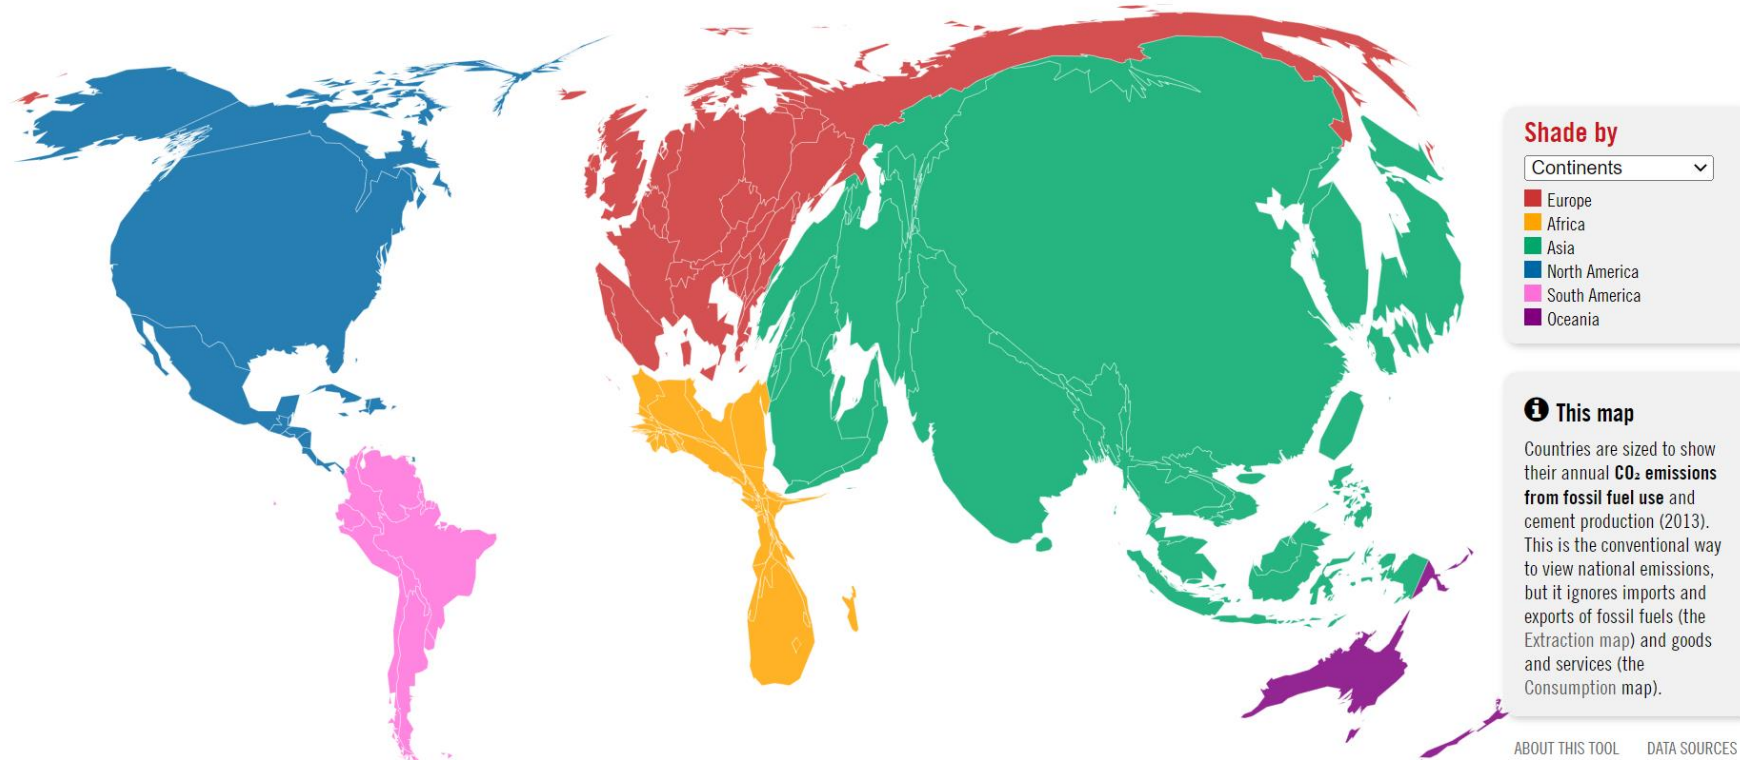 Shade by
Continents
Europe
Africa
Asia
North America
South America
Oceania
This map
Countries are sized to show
their annual CO₂ emissions
from fossil fuel use and
cement production (2013).
This is the conventional way
to view national emissions,
but it ignores imports and
exports of fossil fuels (the
Extraction map) and goods
and services (the
Consumption map).
ABOUT THIS TOOL DATA SOURCES